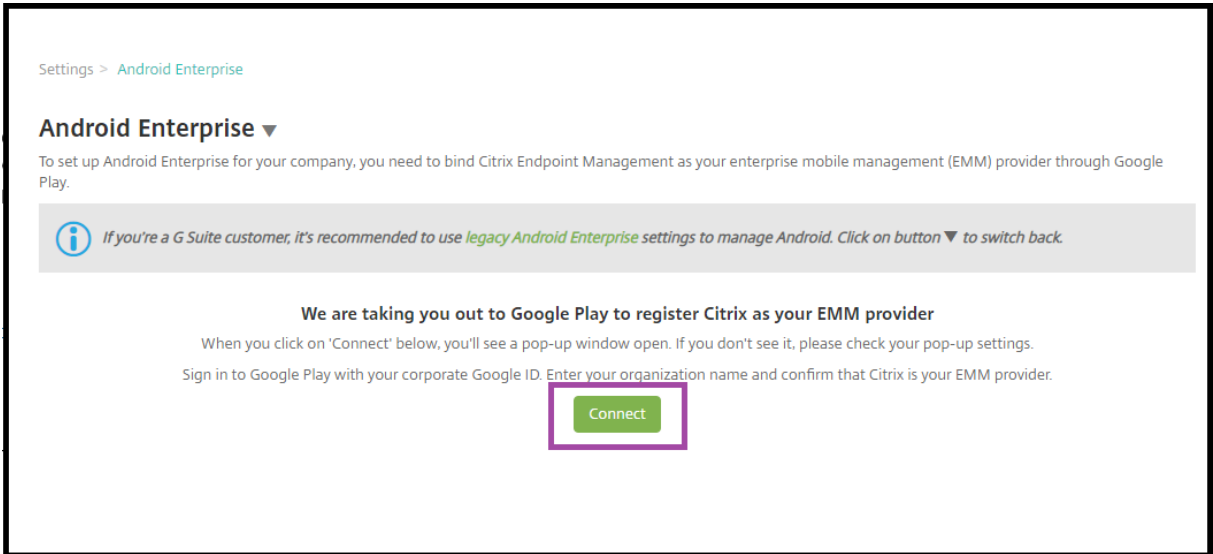 Settings > Android Enterprise
Android Enterprise ▼
To set up Android Enterprise for your company, you need to bind Citrix Endpoint Management as your enterprise mobile management (EMM) provider through Google
Play.
If you're a G Suite customer, it's recommended to use legacy Android Enterprise settings to manage Android. Click on button ▼ to switch back.
We are taking you out to Google Play to register Citrix as your EMM provider
When you click on 'Connect' below, you'll see a pop-up window open. If you don't see it, please check your pop-up settings.
Sign in to Google Play with your corporate Google ID. Enter your organization name and confirm that Citrix is your EMM provider.
Connect